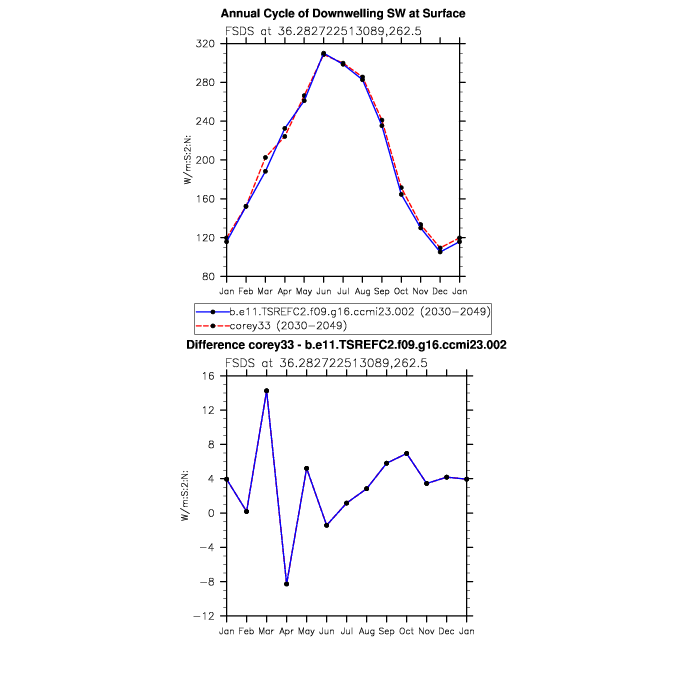 Annual Cycle of Downwelling SW at Surface
FSDS at 36.282722513089,262.5
320
280
240
200
160
120
80
W/m:S:2:N:
Jan Feb Mar Apr May Jun Jul Aug Sep Oct Nov Dec Jan
b.e11.TSREFC2.f09.g16.ccmi23.002 (2030-2049)
corey33 (2030-2049)
Difference corey33 - b.e11.TSREFC2.f09.g16.ccmi23.002
FSDS at 36.282722513089,262.5
16
12
8
4
0
-4
-8
-12
W/m:S:2:N:
Jan Feb Mar Apr May Jun Jul Aug Sep Oct Nov Dec Jan